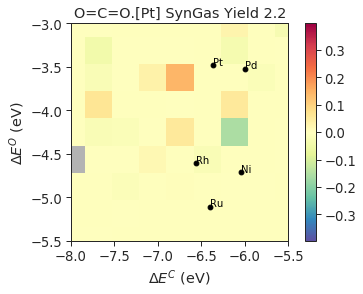 O=C=O.[Pt] SynGas Yield 2.2
−3.0
−3.5
−4.0
−4.5
−5.0
−5.5
ΔE^O (eV)
Pt
Pd
Rh
Ni
Ru
−8.0 −7.5 −7.0 −6.5 −6.0 −5.5
ΔE^C (eV)
0.3
0.2
0.1
0.0
−0.1
−0.2
−0.3